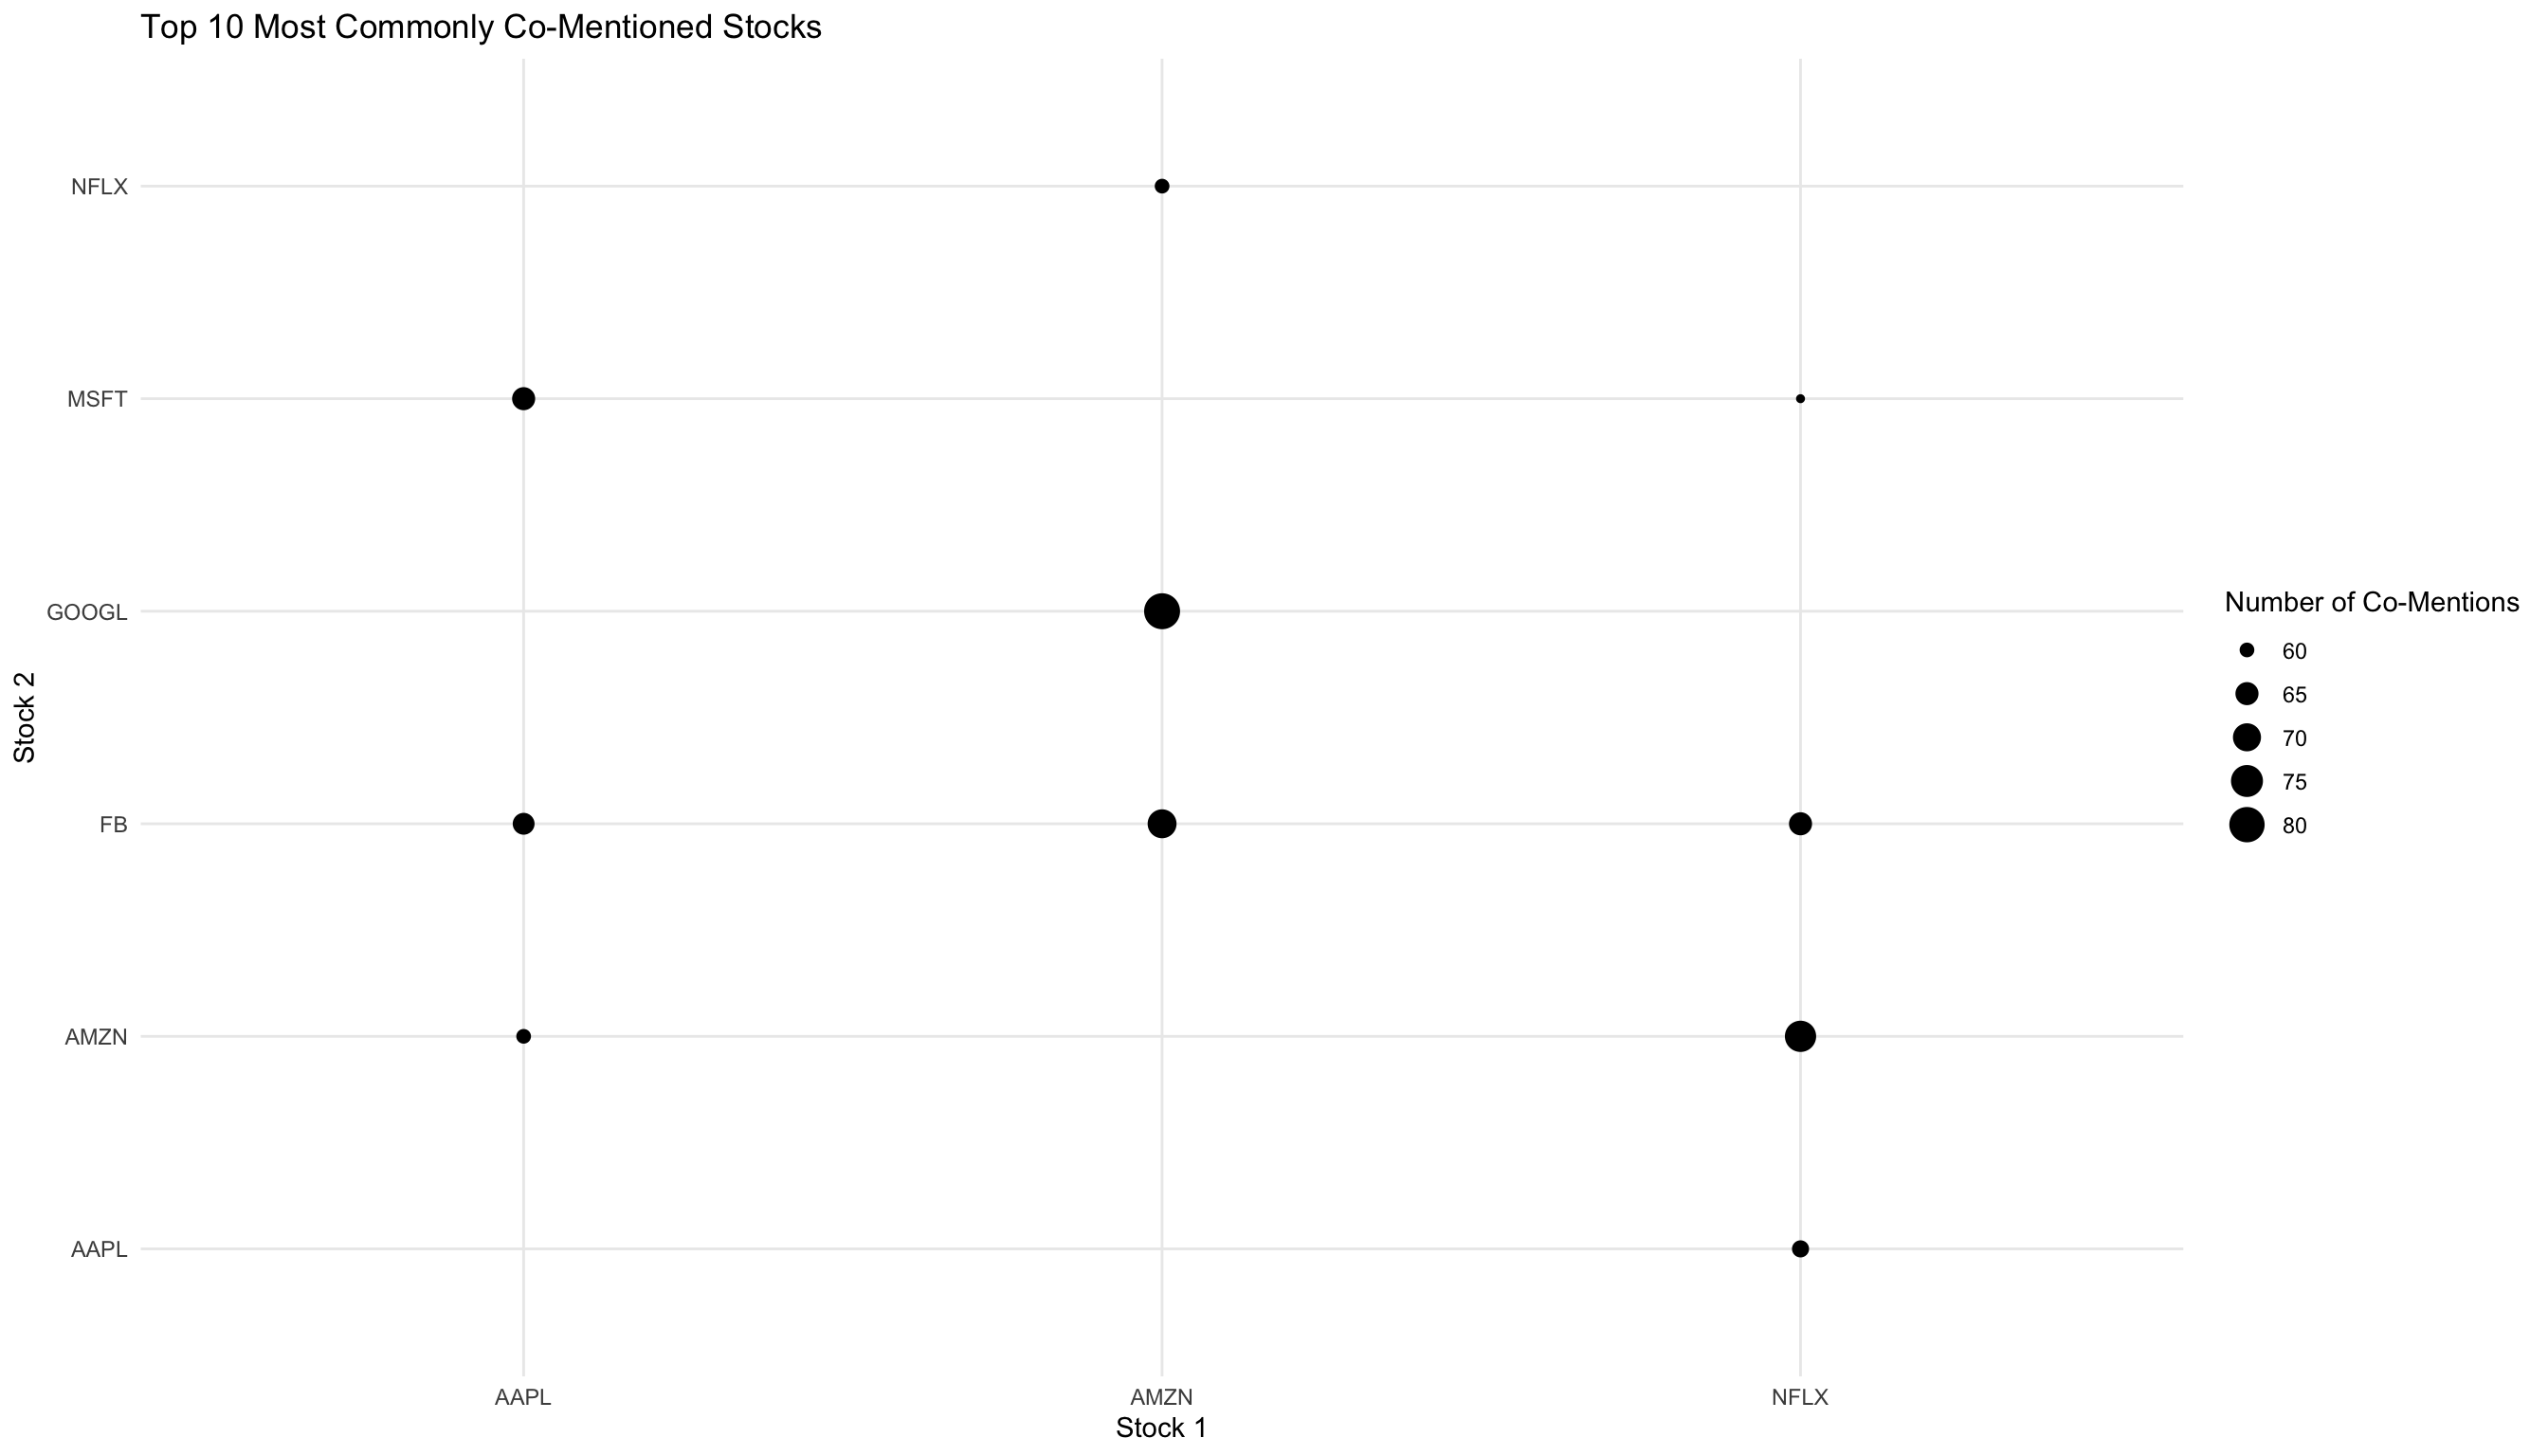 Top 10 Most Commonly Co-Mentioned Stocks
Stock 2
NFLX
MSFT
GOOGL
FB
AMZN
AAPL
AAPL
AMZN
NFLX
Stock 1
Number of Co-Mentions
60
65
70
75
80